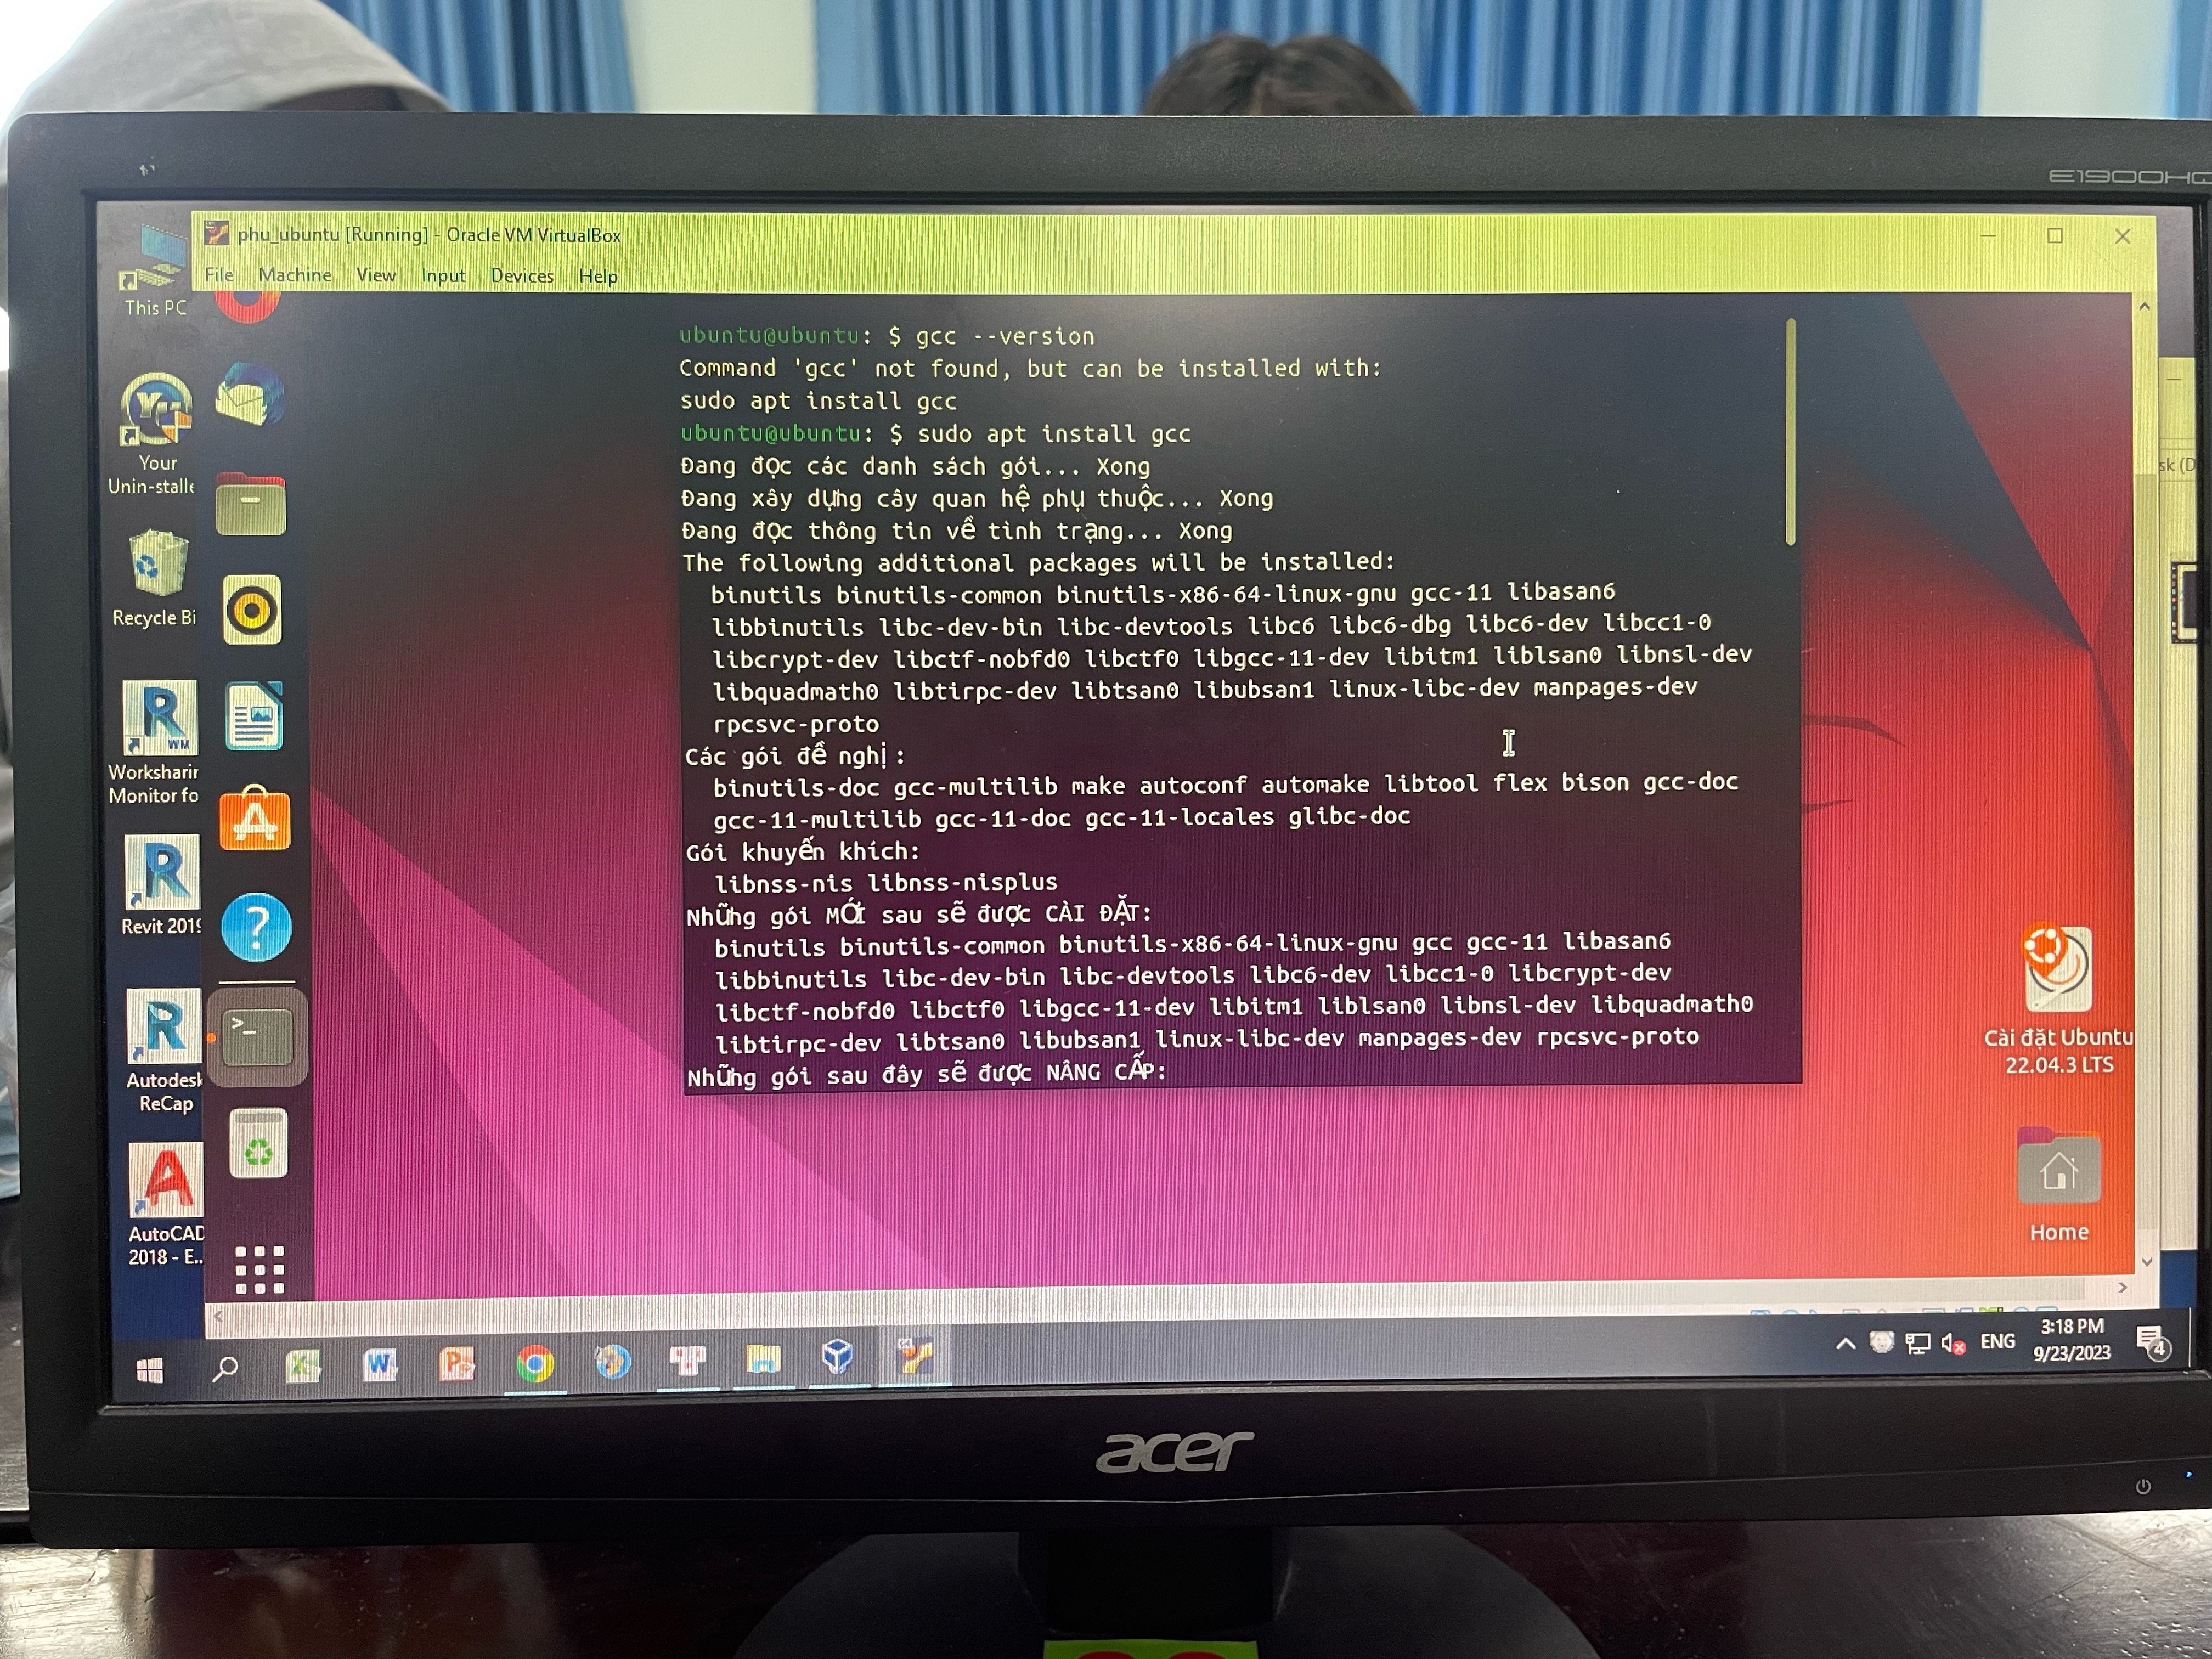 E1900HQ
phu_ubuntu [Running] - Oracle VM VirtualBox
File Machine View Input Devices Help
This PC
Your
Unin-stalle
Recycle Bi
Worksharin
Monitor fo
Revit 2019
Autodesk
ReCap
AutoCAD
2018 - E..
ubuntu@ubuntu: $ gcc --version
Command 'gcc' not found, but can be installed with:
sudo apt install gcc
ubuntu@ubuntu: $ sudo apt install gcc
Đang đọc các danh sách gói... Xong
Đang xây dựng cây quan hệ phụ thuộc... Xong
Đang đọc thông tin về tình trạng... Xong
The following additional packages will be installed:
binutils binutils-common binutils-x86-64-linux-gnu gcc-11 libasan6
libbinutils libc-dev-bin libc-devtools libc6 libc6-dbg libc6-dev libcc1-0
libcrypt-dev libctf-nobfd0 libctf0 libgcc-11-dev libitm1 liblsan0 libnsl-dev
libquadmath0 libtirpc-dev libtsan0 libubsan1 linux-libc-dev manpages-dev
rpcsvc-proto
Các gói đề nghị:
binutils-doc gcc-multilib make autoconf automake libtool flex bison gcc-doc
gcc-11-multilib gcc-11-doc gcc-11-locales glibc-doc
Gói khuyến khích:
libnss-nis libnss-nisplus
Những gói MỚI sau sẽ được CÀI ĐẶT:
binutils binutils-common binutils-x86-64-linux-gnu gcc gcc-11 libasan6
libbinutils libc-dev-bin libc-devtools libc6-dev libcc1-0 libcrypt-dev
libctf-nobfd0 libctf0 libgcc-11-dev libitm1 liblsan0 libnsl-dev libquadmath0
libtirpc-dev libtsan0 libubsan1 linux-libc-dev manpages-dev rpcsvc-proto
Những gói sau đây sẽ được NÂNG CẤP:
Cài đặt Ubuntu
22.04.3 LTS
Home
ENG
3:18 PM
9/23/2023
4
acer